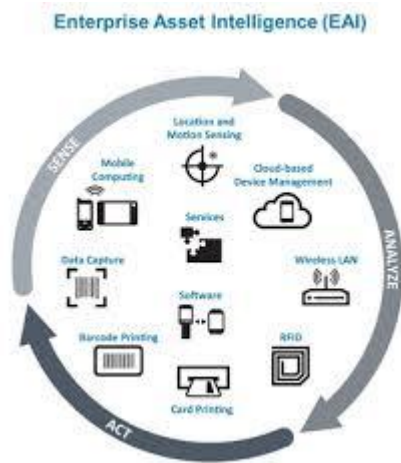 Enterprise Asset Intelligence (EAI)
SENSE
Location and
Motion Sensing
Mobile
Computing
Cloud-based
Device Management
Services
ANALYZE
Data Capture
Wireless LAN
Software
Barcode Printing
RFID
Card Printing
ACT